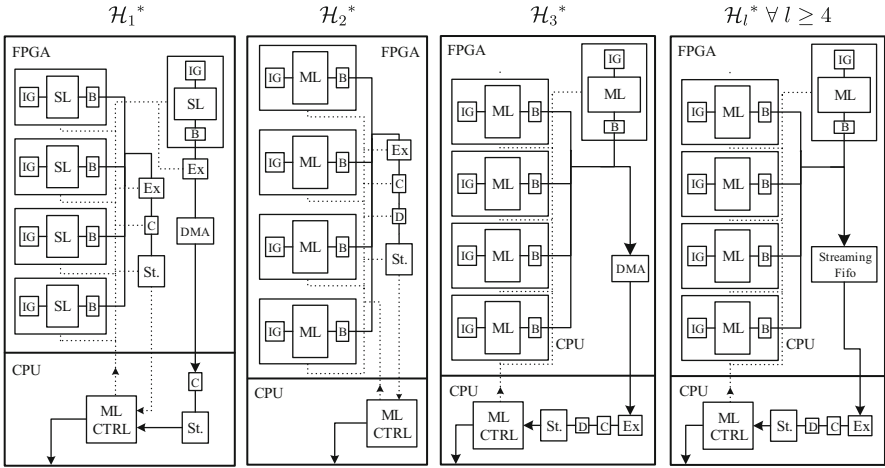 H₁* H₂* H₃* Hₗ* ∀ l ≥ 4
FPGA
IG
SL
B
Ex
DMA
IG SL B
IG SL B
Ex
C
St.
IG SL B
IG SL B
CPU
C
St.
ML CTRL
FPGA
IG ML B
IG ML B
IG ML B
IG ML B
Ex
C
D
St.
CPU
ML CTRL
FPGA
IG
ML
B
IG ML B
IG ML B
IG ML B
IG ML B
DMA
CPU
CPU
ML CTRL
St. D C Ex
FPGA
IG
ML
B
IG ML B
IG ML B
IG ML B
IG ML B
Streaming
Fifo
CPU
CPU
ML CTRL
St. D C Ex